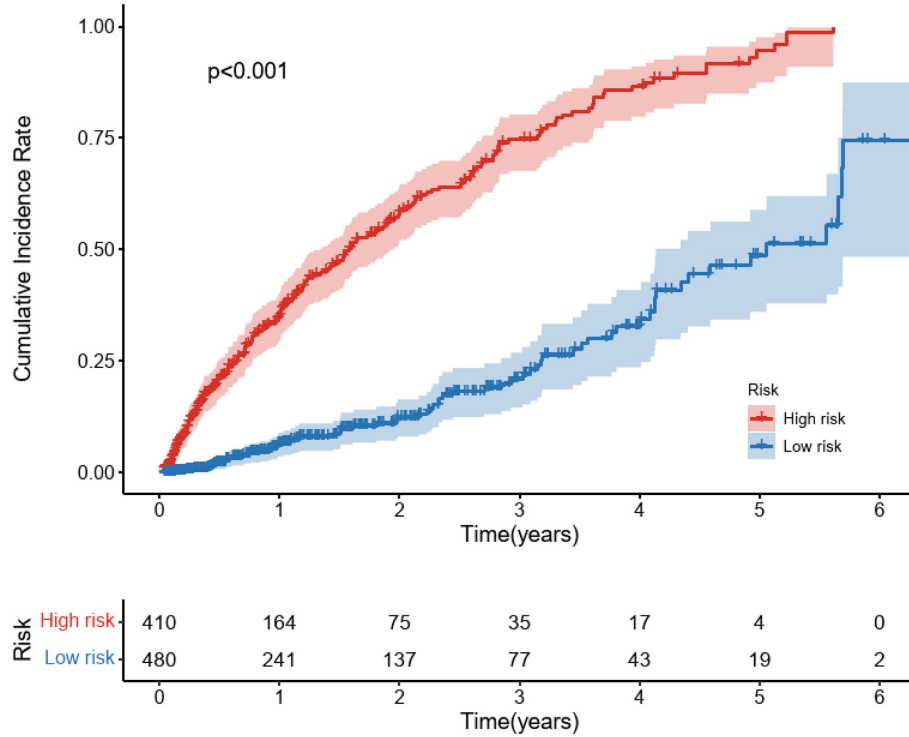 1.00
p<0.001
0.75
Cumulative Incidence Rate
0.50
0.25
Risk
High risk
Low risk
0.00
0 1 2 3 4 5 6
Time(years)
Risk
High risk 410 164 75 35 17 4 0
Low risk 480 241 137 77 43 19 2
0 1 2 3 4 5 6
Time(years)